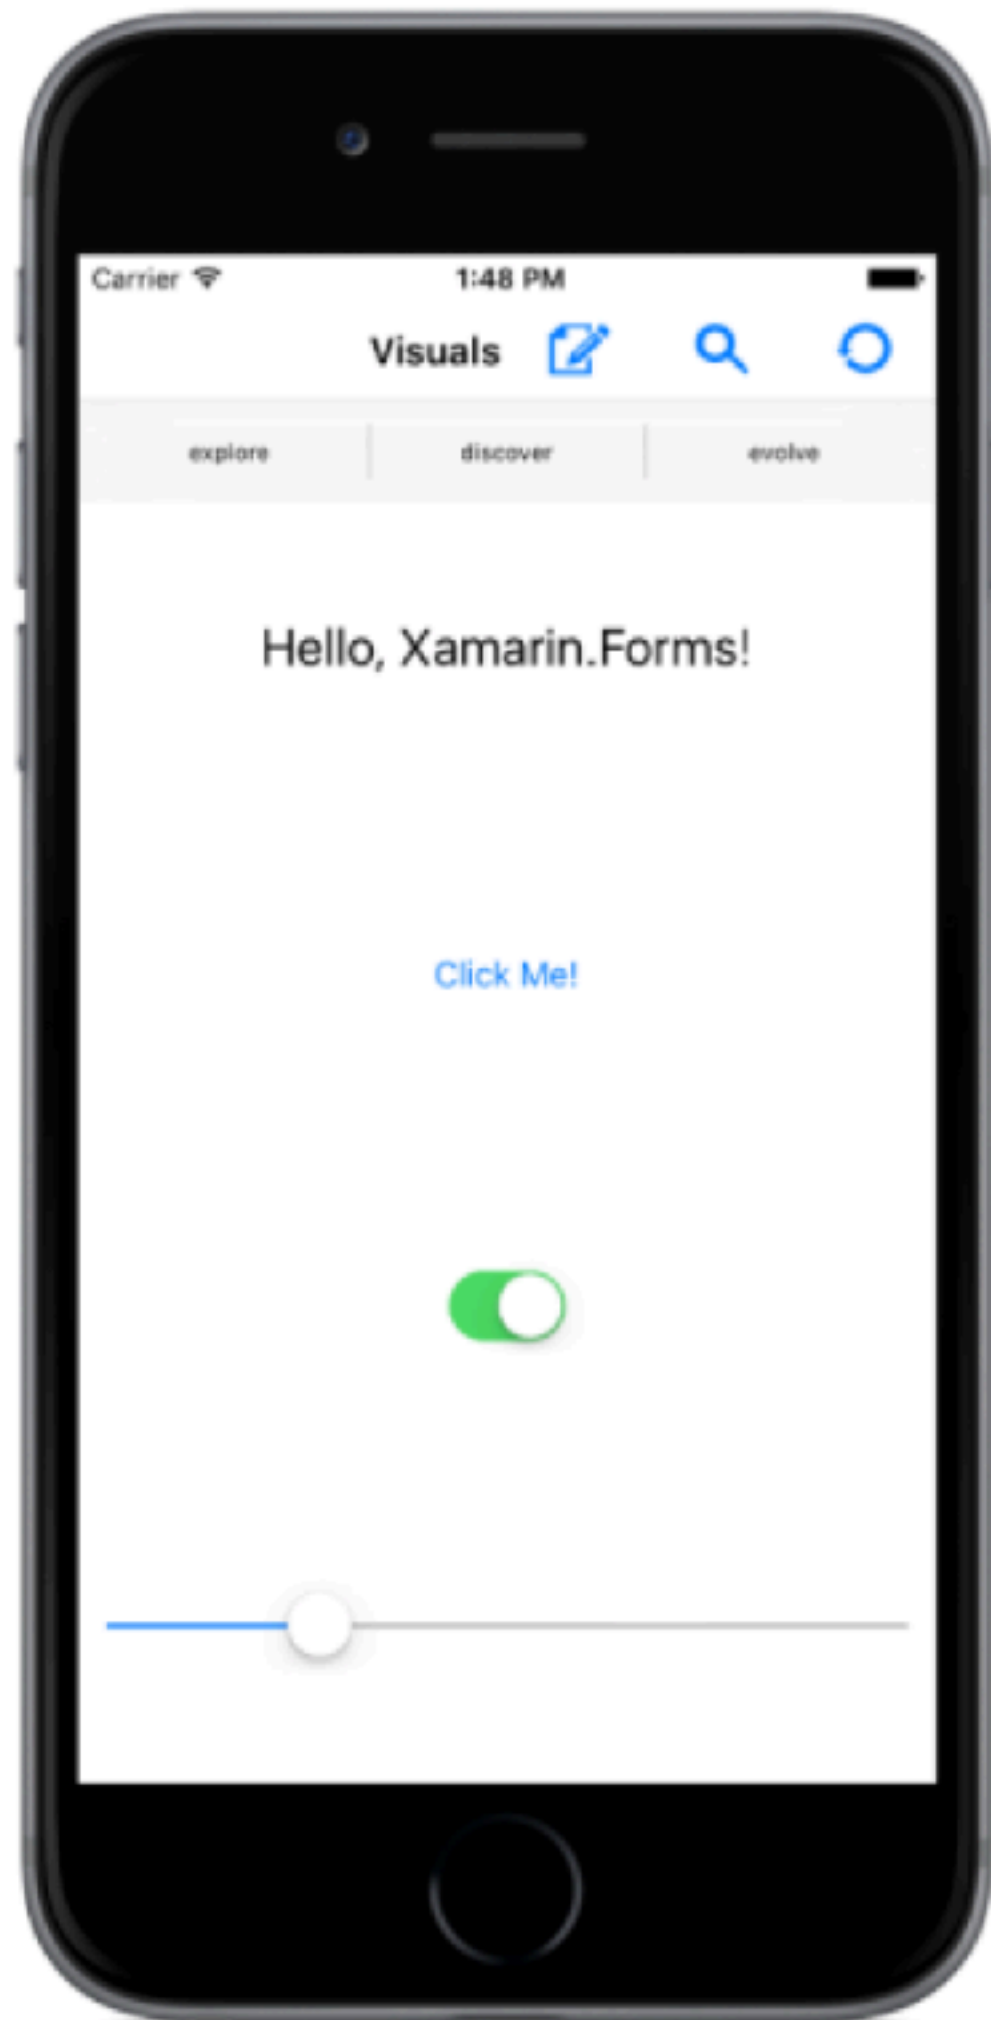 Carrier 1:48 PM
Visuals
explore discover evolve
Hello, Xamarin.Forms!
Click Me!